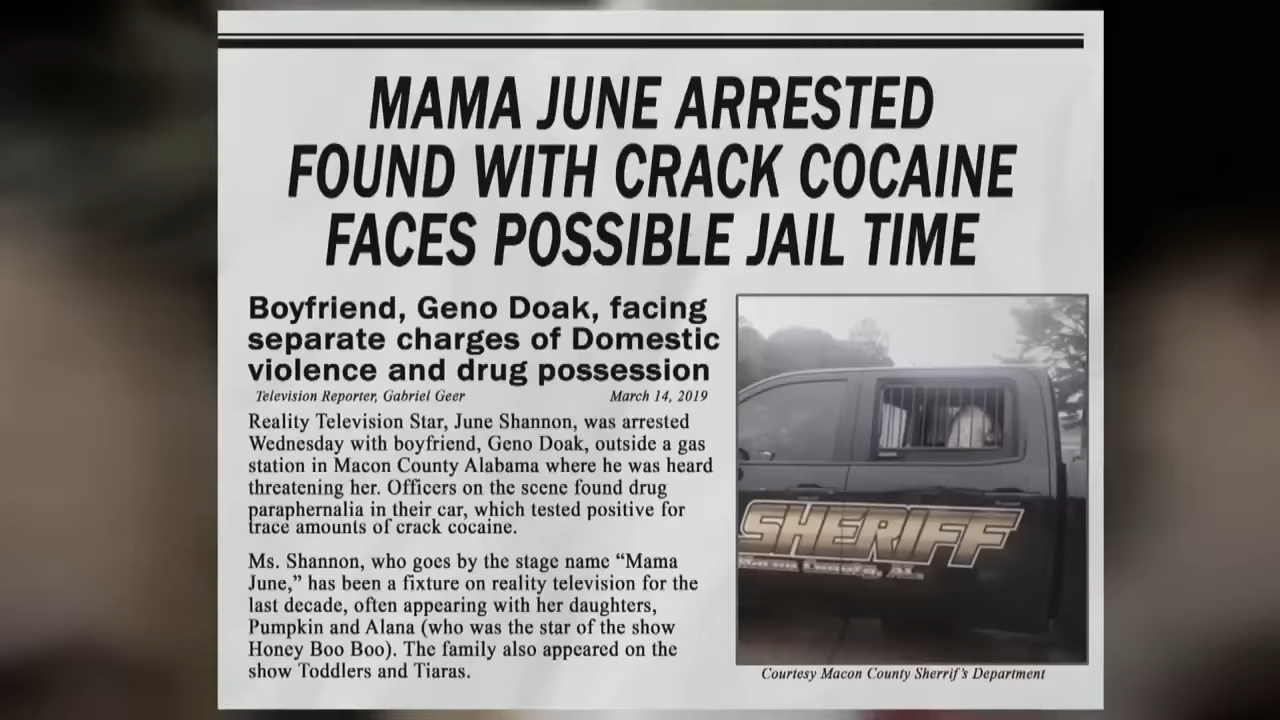 MAMA JUNE ARRESTED
FOUND WITH CRACK COCAINE
FACES POSSIBLE JAIL TIME
Boyfriend, Geno Doak, facing
separate charges of Domestic
violence and drug possession
Television Reporter, Gabriel Geer March 14, 2019
Reality Television Star, June Shannon, was arrested
Wednesday with boyfriend, Geno Doak, outside a gas
station in Macon County Alabama where he was heard
threatening her. Officers on the scene found drug
paraphernalia in their car, which tested positive for
trace amounts of crack cocaine.
Ms. Shannon, who goes by the stage name “Mama
June,” has been a fixture on reality television for the
last decade, often appearing with her daughters,
Pumpkin and Alana (who was the star of the show
Honey Boo Boo). The family also appeared on the
show Toddlers and Tiaras.
SHERIFF
Macon County, AL.
Courtesy Macon County Sherrif's Department